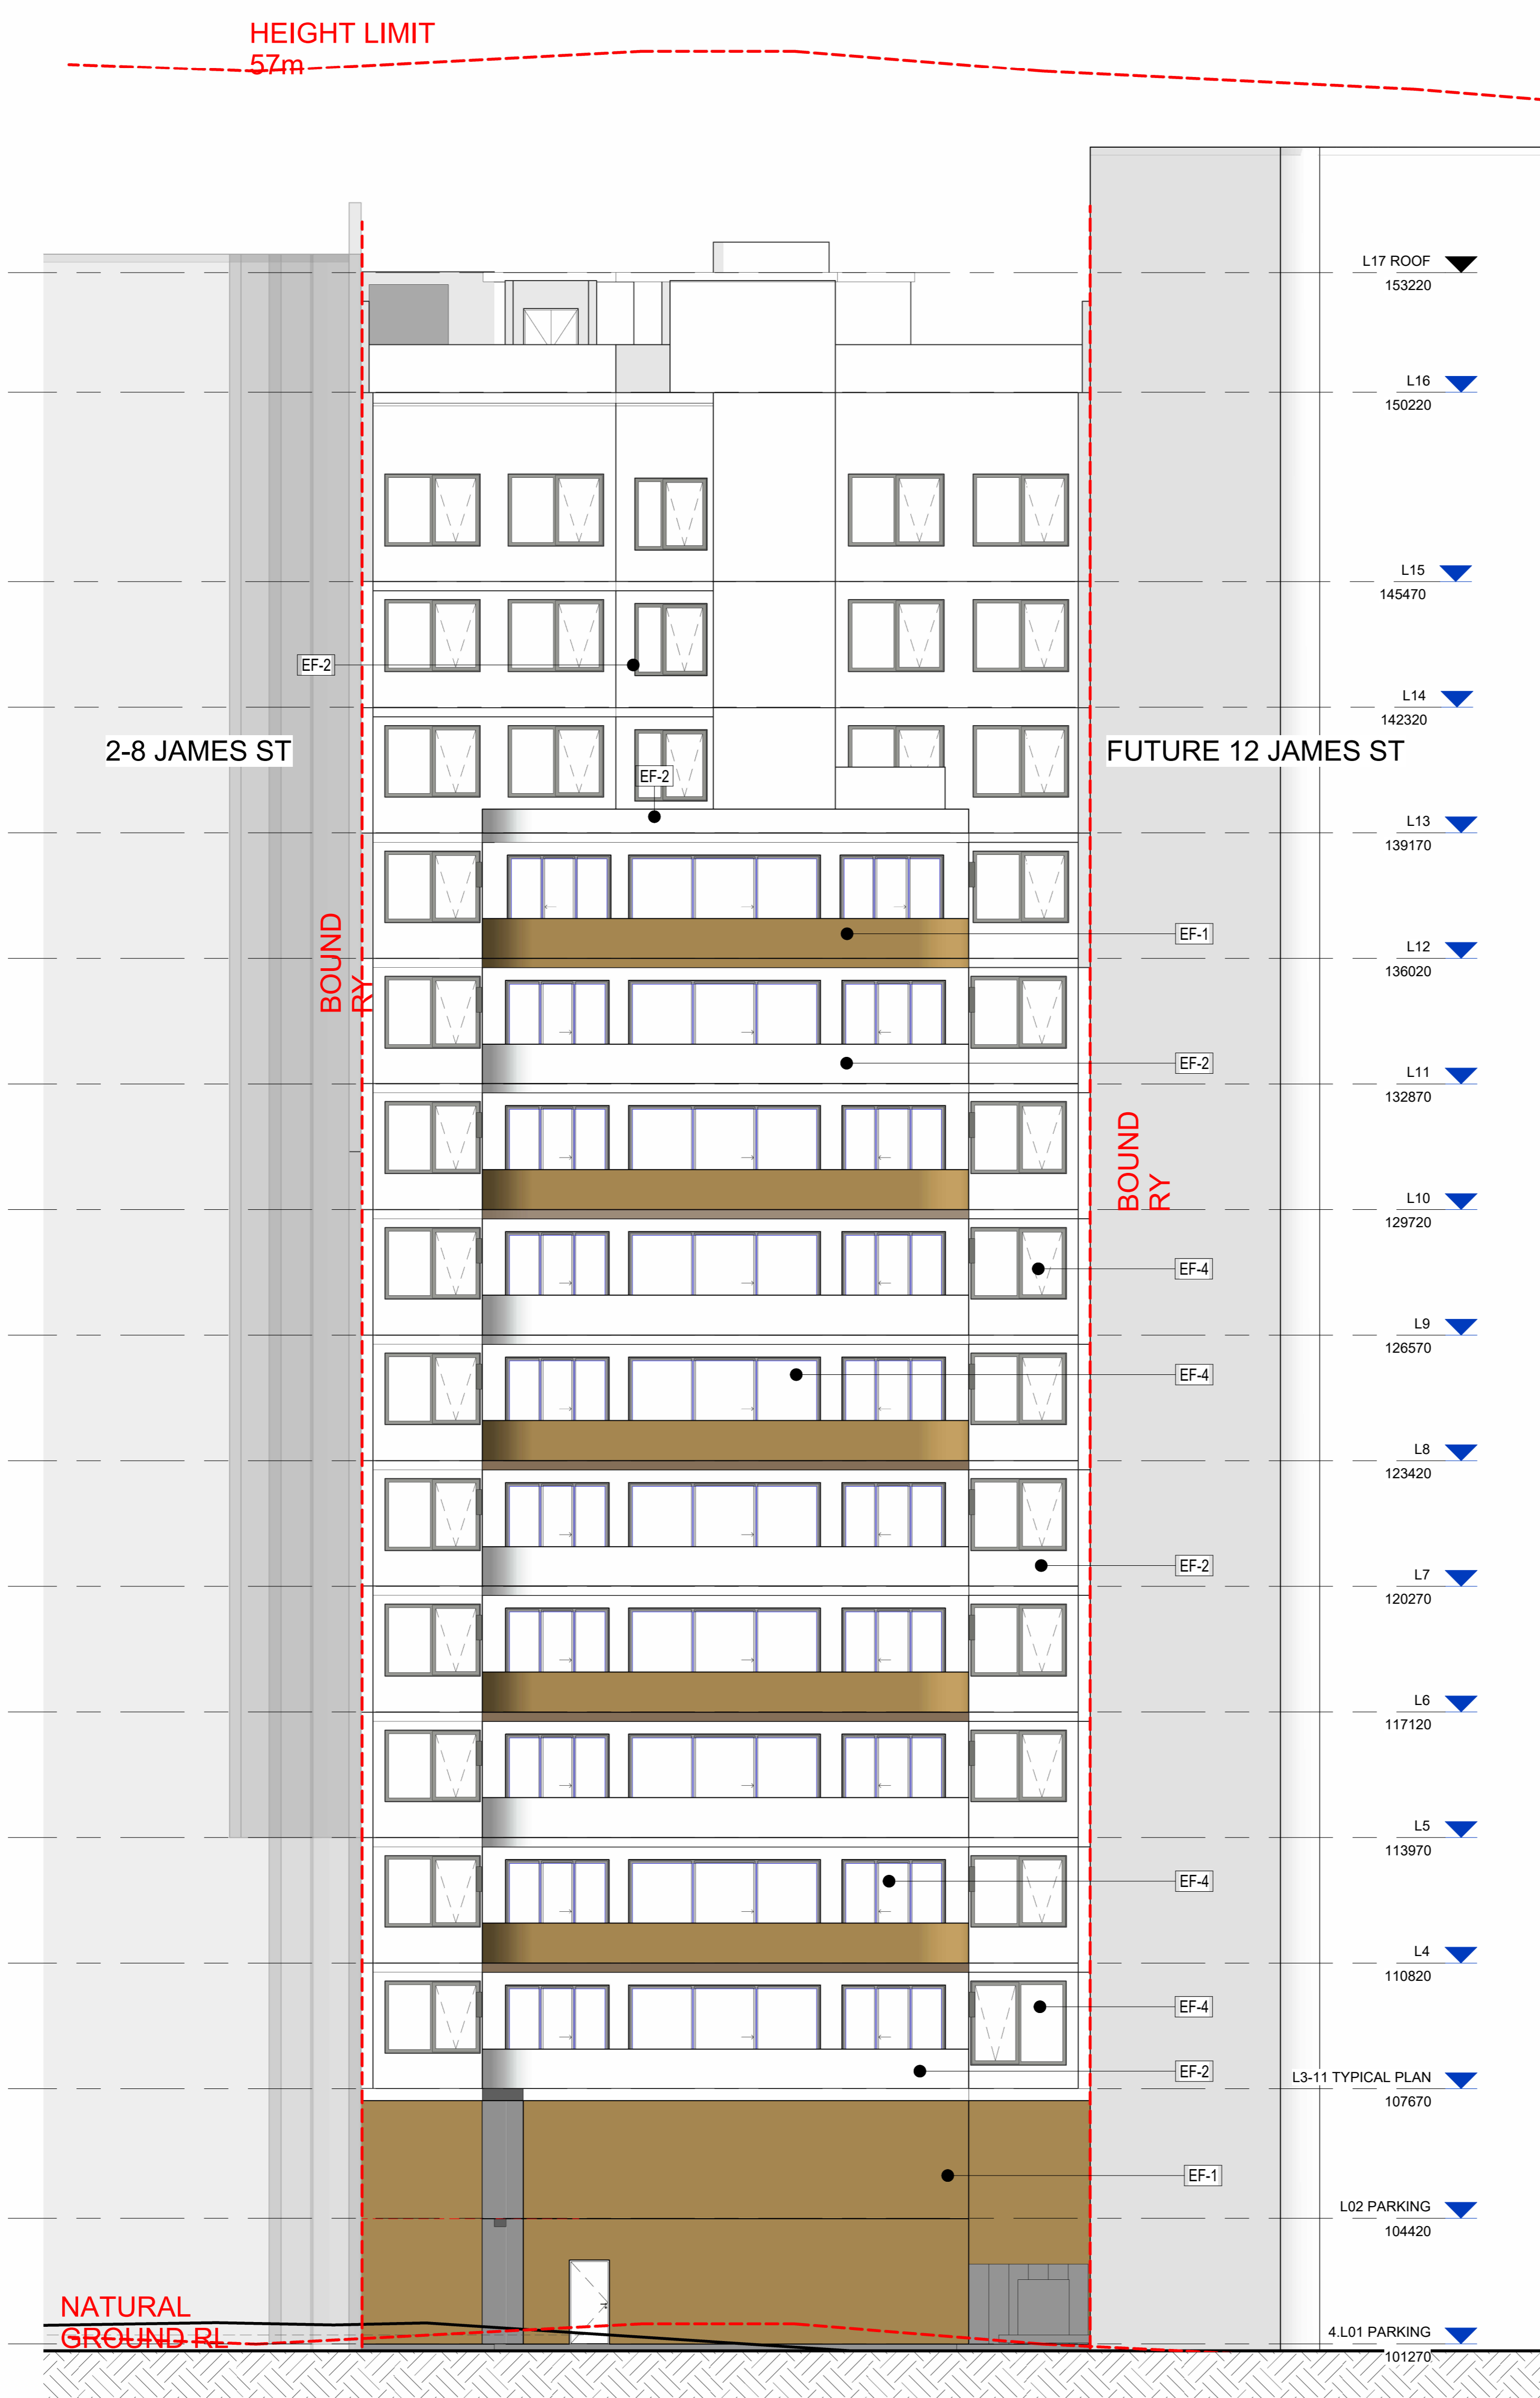 HEIGHT LIMIT
57m
L17 ROOF
153220
L16
150220
L15
145470
EF-2
L14
142320
2-8 JAMES ST
FUTURE 12 JAMES ST
EF-2
L13
139170
BOUND
RY
EF-1
L12
136020
EF-2
L11
132870
BOUND
RY
L10
129720
EF-4
L9
126570
EF-4
L8
123420
EF-2
L7
120270
L6
117120
L5
113970
EF-4
L4
110820
EF-4
EF-2
L3-11 TYPICAL PLAN
107670
EF-1
L02 PARKING
104420
NATURAL
GROUND RL
4.L01 PARKING
101270